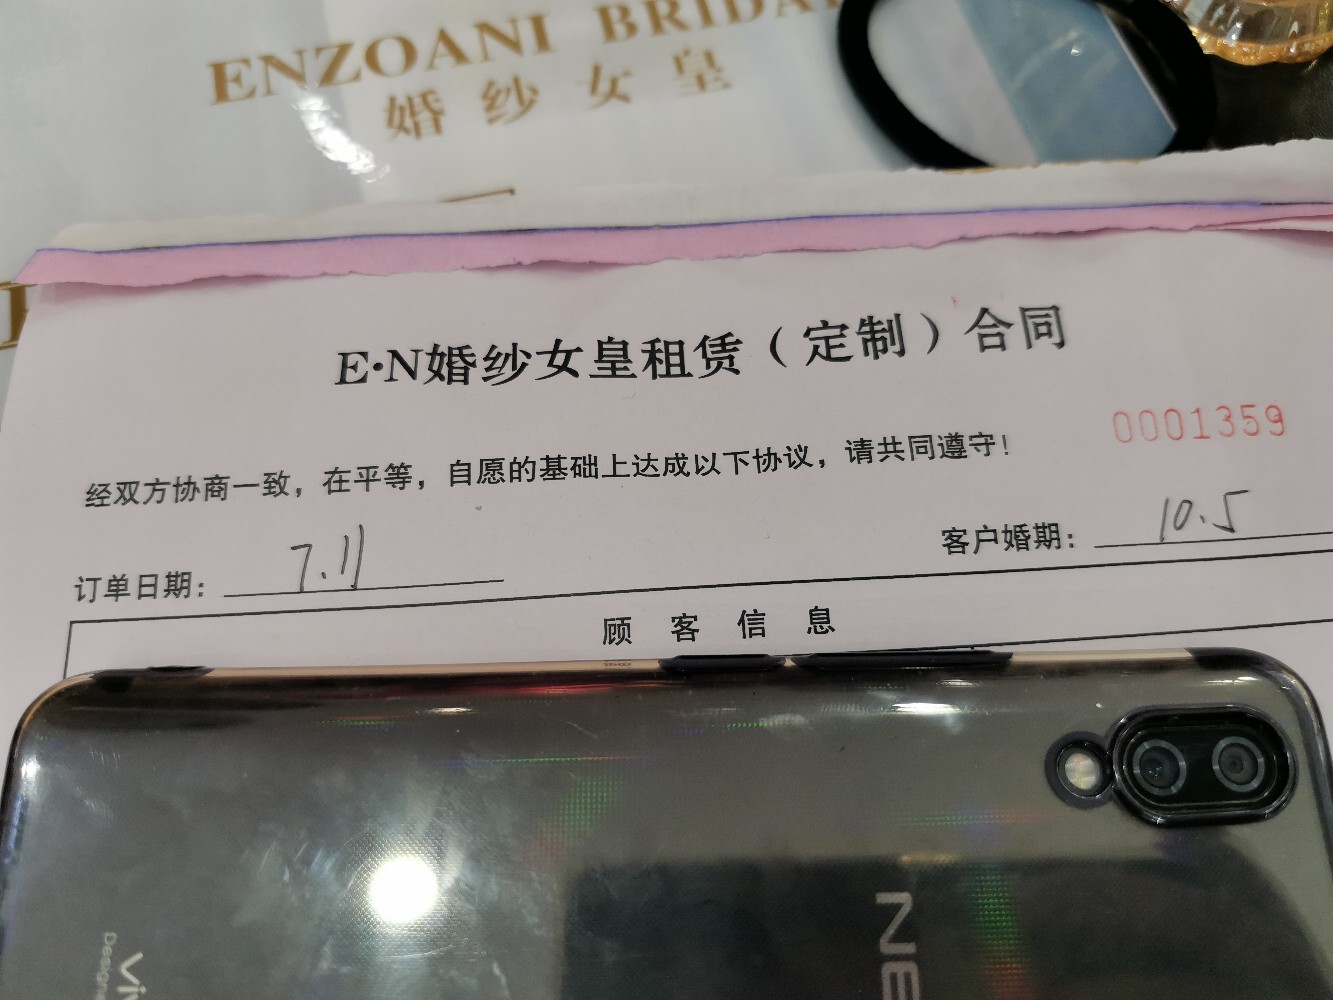 ENZOANI BRIDA
婚纱女皇
E·N婚纱女皇租赁（定制）合同
0001359
经双方协商一致，在平等，自愿的基础上达成以下协议，请共同遵守！
订单日期： 7.11
客户婚期： 10.5
顾客信息
NE
Vi
Design